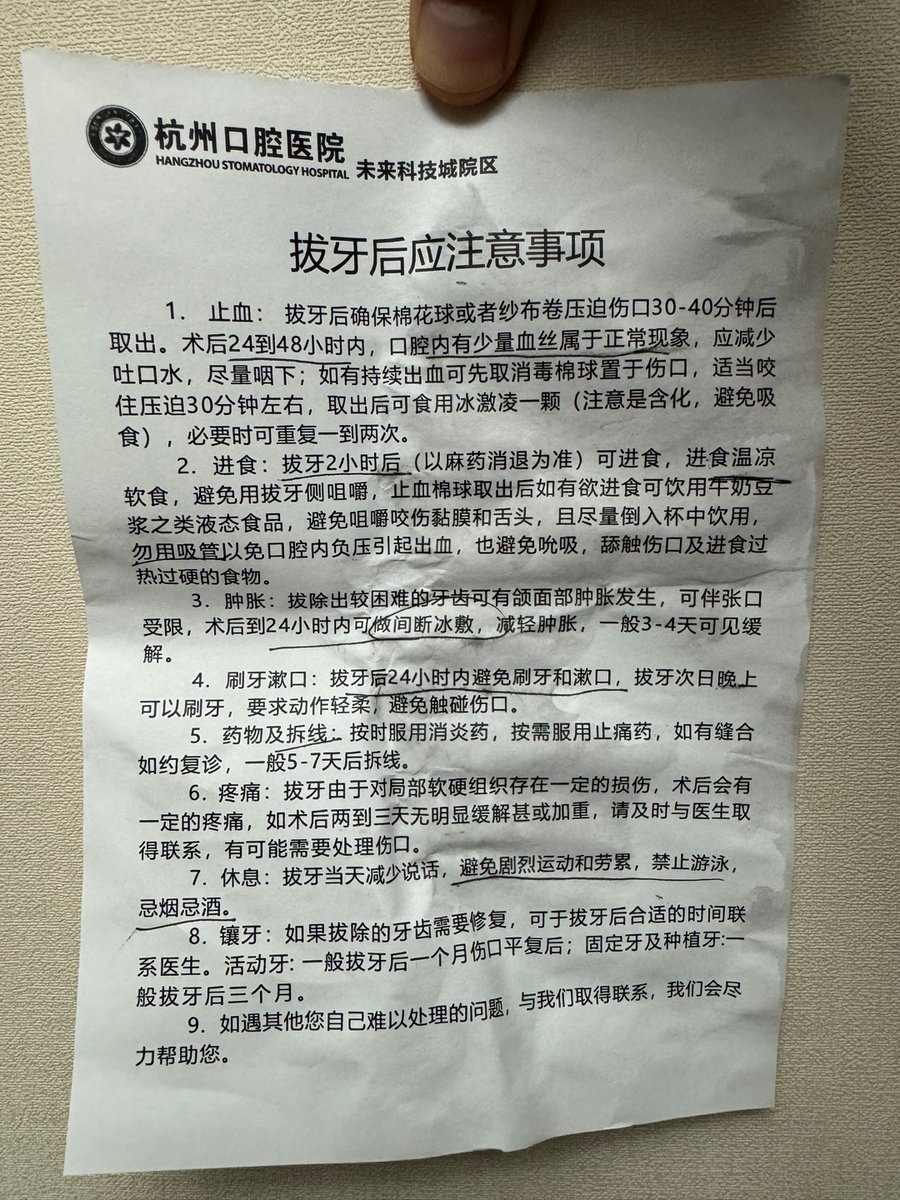 杭州口腔医院
HANGZHOU STOMATOLOGY HOSPITAL 未来科技城院区
拔牙后应注意事项
1. 止血： 拔牙后确保棉花球或者纱布卷压迫伤口30-40分钟后
取出。术后24到48小时内，口腔内有少量血丝属于正常现象，应减少
吐口水，尽量咽下；如有持续出血可先取消毒棉球置于伤口，适当咬
住压迫30分钟左右，取出后可食用冰激凌一颗（注意是含化，避免吸
食），必要时可重复一到两次。
2. 进食：拔牙2小时后（以麻药消退为准）可进食，进食温凉
软食，避免用拔牙侧咀嚼，止血棉球取出后如有欲进食可饮用牛奶豆
浆之类液态食品，避免咀嚼咬伤黏膜和舌头，且尽量倒入杯中饮用，
勿用吸管以免口腔内负压引起出血，也避免吮吸，舔触伤口及进食过
热过硬的食物。
3. 肿胀：拔除出较困难的牙齿可有颌面部肿胀发生，可伴张口
受限，术后到24小时内可做间断冰敷，减轻肿胀，一般3-4天可见缓
解。
4. 刷牙漱口：拔牙后24小时内避免刷牙和漱口，拔牙次日晚上
可以刷牙，要求动作轻柔，避免触碰伤口。
5. 药物及拆线：按时服用消炎药，按需服用止痛药，如有缝合
如约复诊，一般5-7天后拆线。
6. 疼痛：拔牙由于对局部软硬组织存在一定的损伤，术后会有
一定的疼痛，如术后两到三天无明显缓解甚或加重，请及时与医生取
得联系，有可能需要处理伤口。
7. 休息：拔牙当天减少说话，避免剧烈运动和劳累，禁止游泳，
忌烟忌酒。
8. 镶牙：如果拔除的牙齿需要修复，可于拔牙后合适的时间联
系医生。活动牙：一般拔牙后一个月伤口平复后；固定牙及种植牙:一
般拔牙后三个月。
9. 如遇其他您自己难以处理的问题，与我们取得联系，我们会尽
力帮助您。